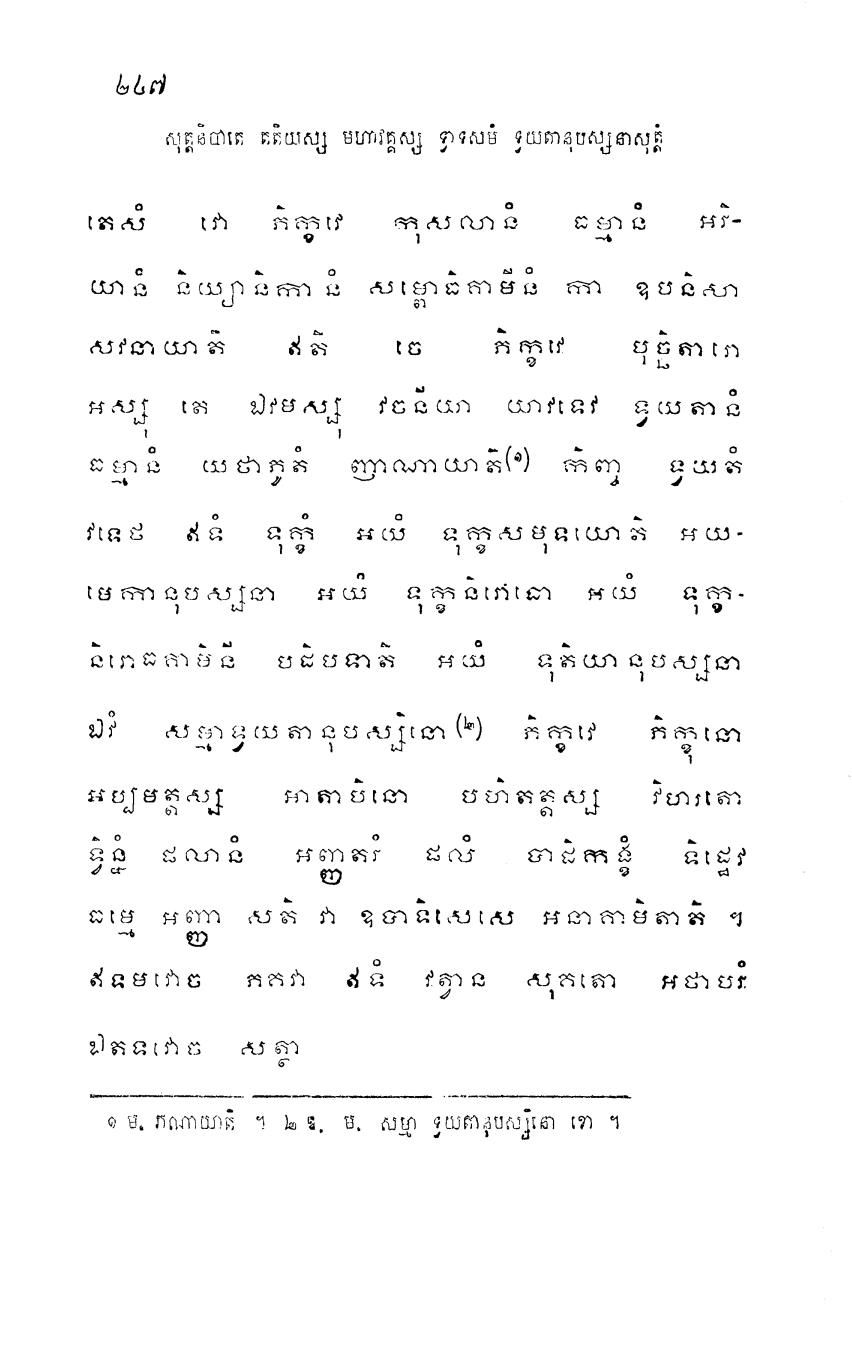 ២៤៧
សុត្តនិបាតេ តតិយស្ស មហាវគ្គស្ស ទ្វាទសមំ ទ្វយតានុបស្សនាសុត្តំ
តេសំ វោ ភិក្ខវេ កុសលានំ ធម្មានំ អរិ-
យានំ និយ្យានិកានំ សម្ពោធិគាមីនំ កា ឧបនិសា
សវនាយាតិ ឥតិ ចេ ភិក្ខវេ បុច្ឆិតារោ
អស្សុ តេ ឯវមស្សុ វចនីយា យាវទេវ ទ្វយតានំ
ធម្មានំ យថាភូតំ ញាណាយាតិ(១) កិញ្ច ទ្វយតំ
វទេថ ឥទំ ទុក្ខំ អយំ ទុក្ខសមុទយោតិ អយ-
មេកានុបស្សនា អយំ ទុក្ខនិរោធោ អយំ ទុក្ខ-
និរោធគាមិនី បដិបទាតិ អយំ ទុតិយានុបស្សនា
ឯវំ សម្មាទ្វយតានុបស្សិនោ(២) ភិក្ខវេ ភិក្ខុនោ
អប្បមត្តស្ស អាតាបិនោ បហិតត្តស្ស វិហរតោ
ទ្វិន្នំ ផលានំ អញ្ញតរំ ផលំ បាដិកង្ខំ ទិដ្ឋេវ
ធម្មេ អញ្ញា សតិ វា ឧបាទិសេសេ អនាគាមិតាតិ ។
ឥទមវោច ភគវា ឥទំ វត្វាន សុគតោ អថាបរំ
ឯតទវោច សត្ថា
១ ម. ភណាយាតិ ។ ២ ឱ. ម. សម្មា ទ្វយតានុបស្សិនោ ខោ ។